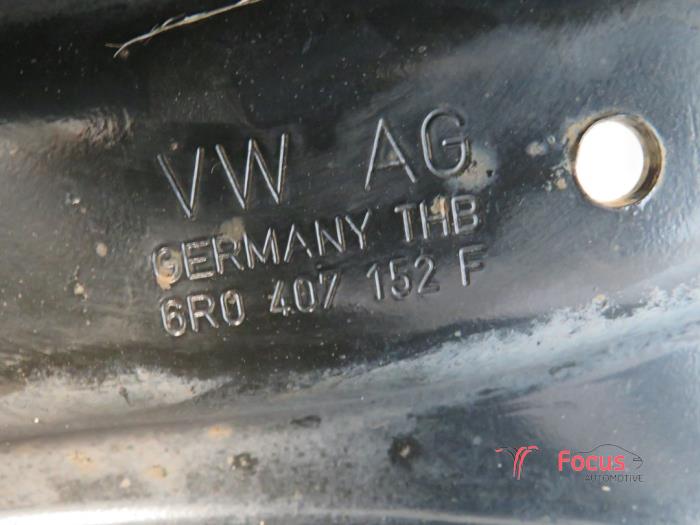 VW AG
GERMANY THB
6R0 407 152 F
Focus
AUTOMOTIVE